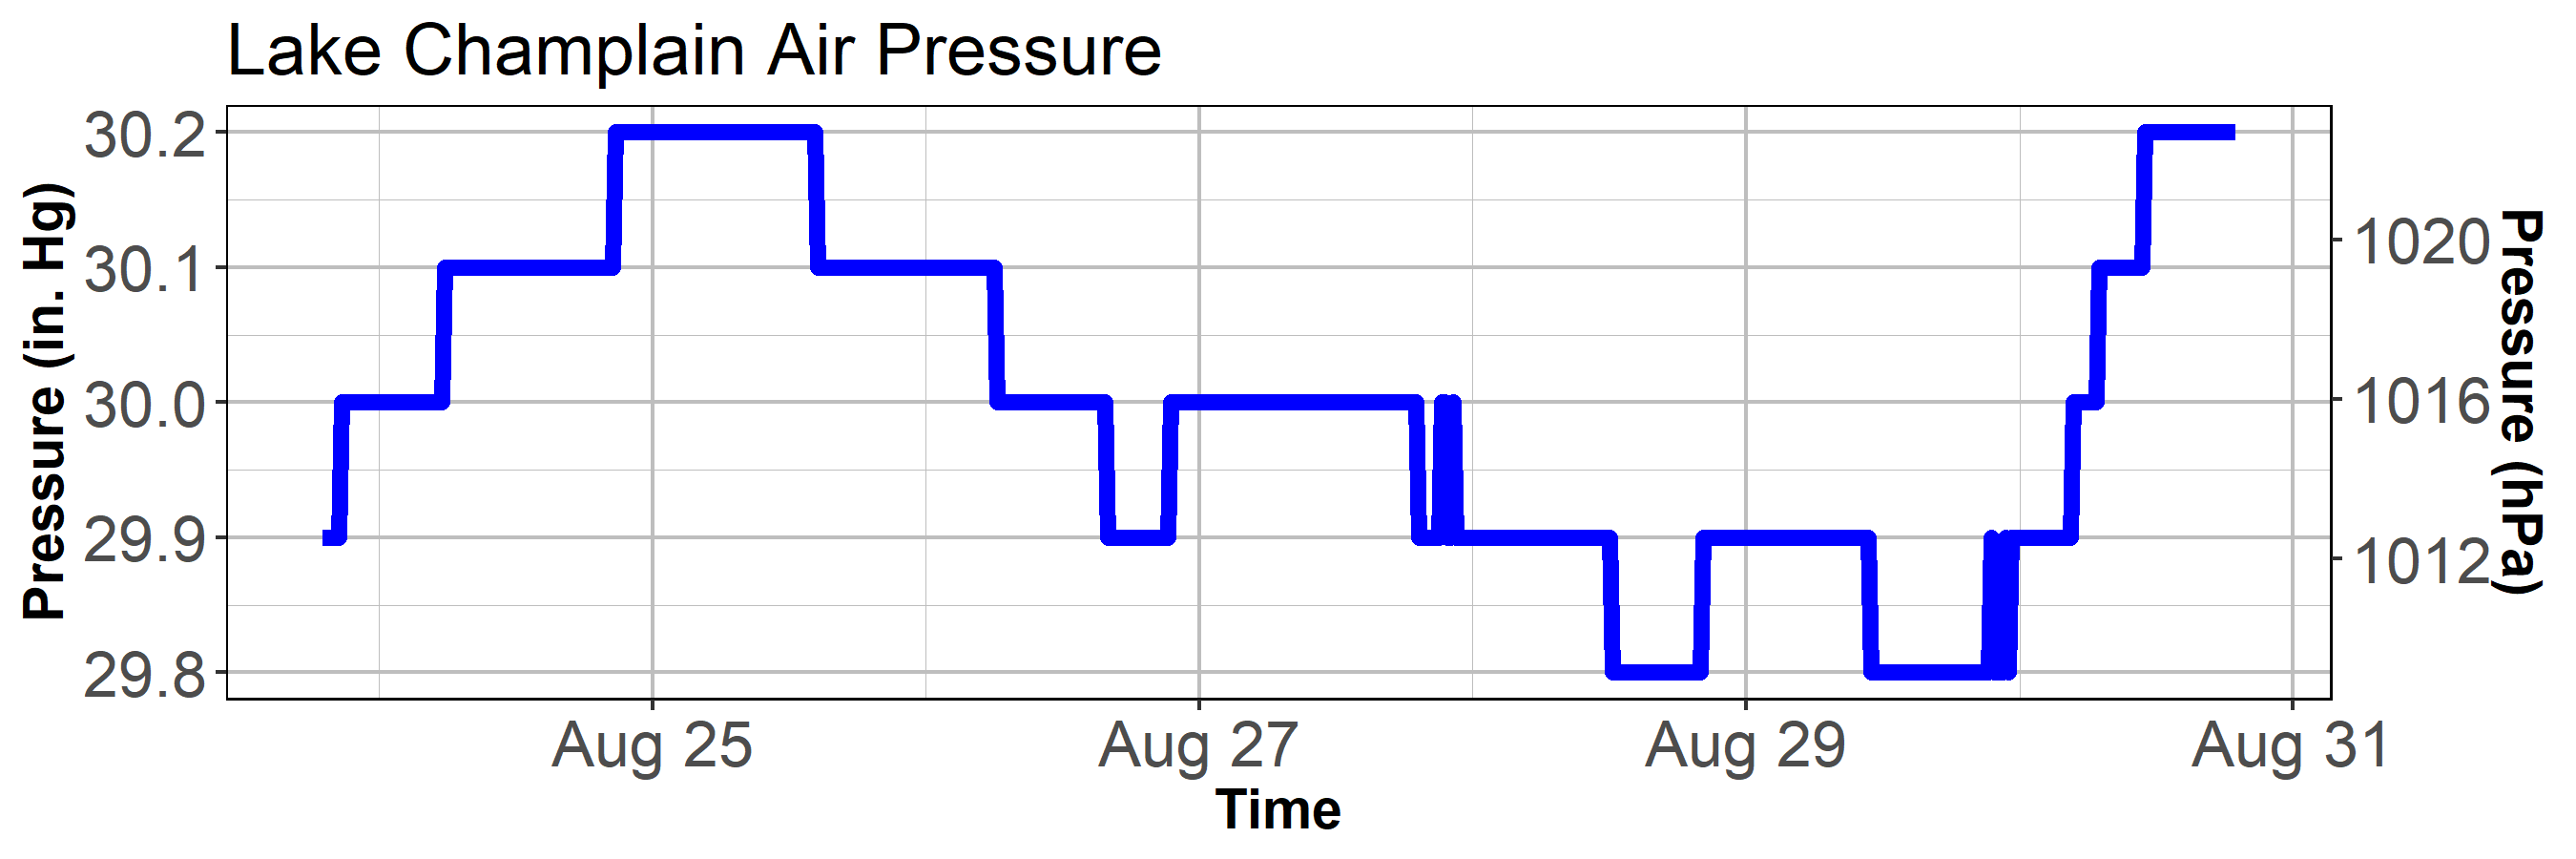 Lake Champlain Air Pressure
Pressure (in. Hg)
30.2
30.1
30.0
29.9
29.8
1020
1016
1012
Pressure (hPa)
Aug 25 Aug 27 Aug 29 Aug 31
Time